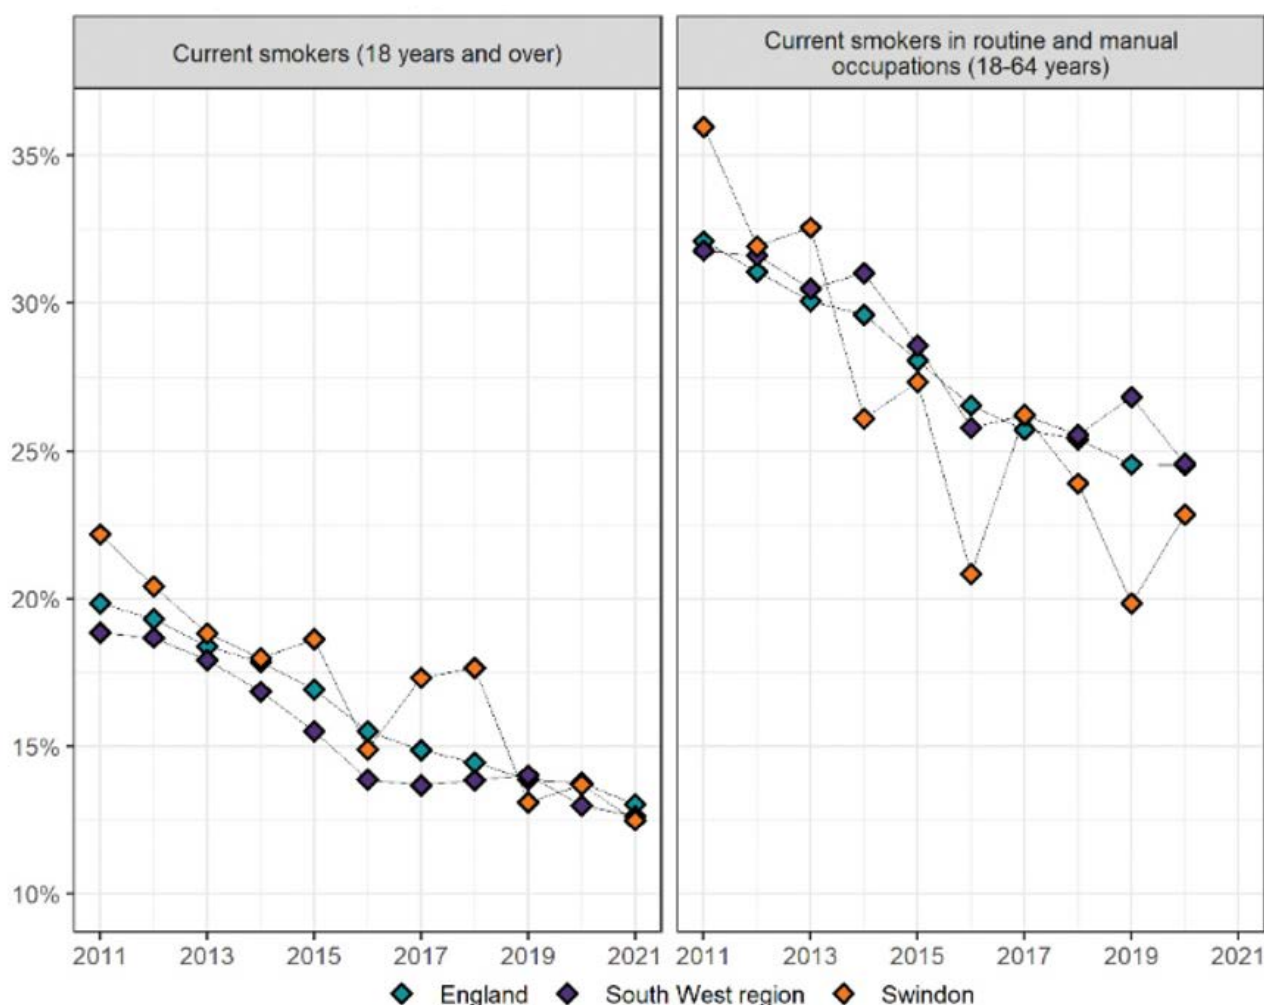 Current smokers (18 years and over)
Current smokers in routine and manual
occupations (18-64 years)
35%
30%
25%
20%
15%
10%
2011 2013 2015 2017 2019 2021
2011 2013 2015 2017 2019 2021
England South West region Swindon